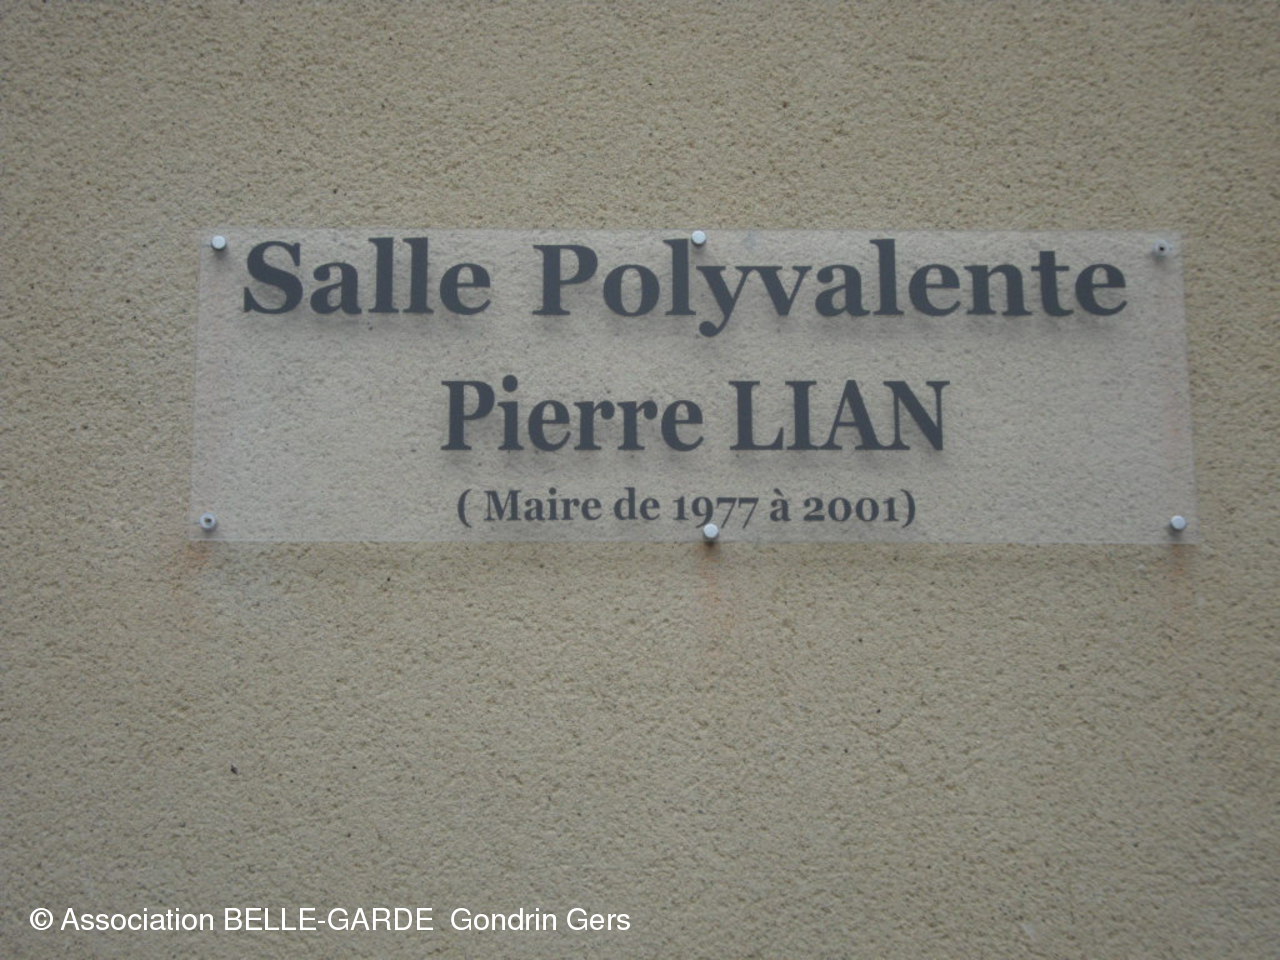 Salle Polyvalente
Pierre LIAN
( Maire de 1977 à 2001)
© Association BELLE-GARDE  Gondrin Gers